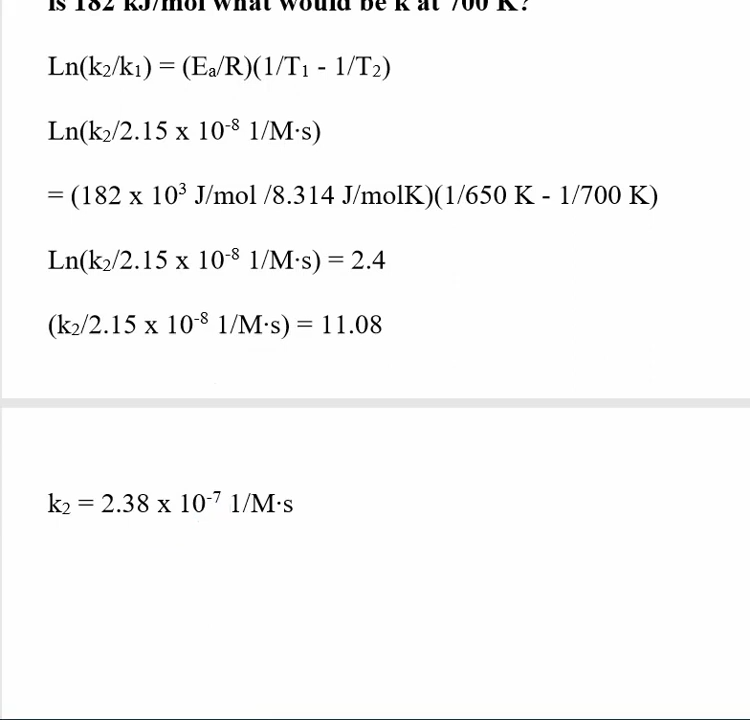 is 182 kJ/mol what would be k at 700 K?
Ln(k₂/k₁) = (Eₐ/R)(1/T₁ - 1/T₂)
Ln(k₂/2.15 x 10⁻⁸ 1/M·s)
= (182 x 10³ J/mol /8.314 J/molK)(1/650 K - 1/700 K)
Ln(k₂/2.15 x 10⁻⁸ 1/M·s) = 2.4
(k₂/2.15 x 10⁻⁸ 1/M·s) = 11.08
k₂ = 2.38 x 10⁻⁷ 1/M·s